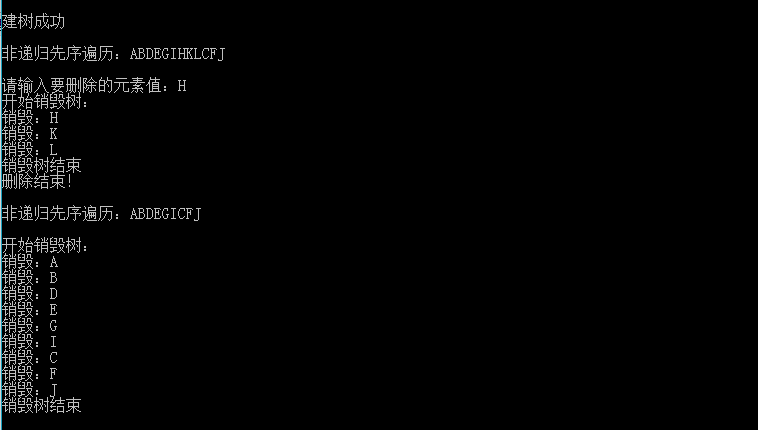 建树成功
非递归先序遍历：ABDEGIHKLCFJ
请输入要删除的元素值：H
开始销毁树：
销毁：H
销毁：K
销毁：L
销毁树结束
删除结束！
非递归先序遍历：ABDEGICFJ
开始销毁树：
销毁：A
销毁：B
销毁：D
销毁：E
销毁：G
销毁：I
销毁：C
销毁：F
销毁：J
销毁树结束